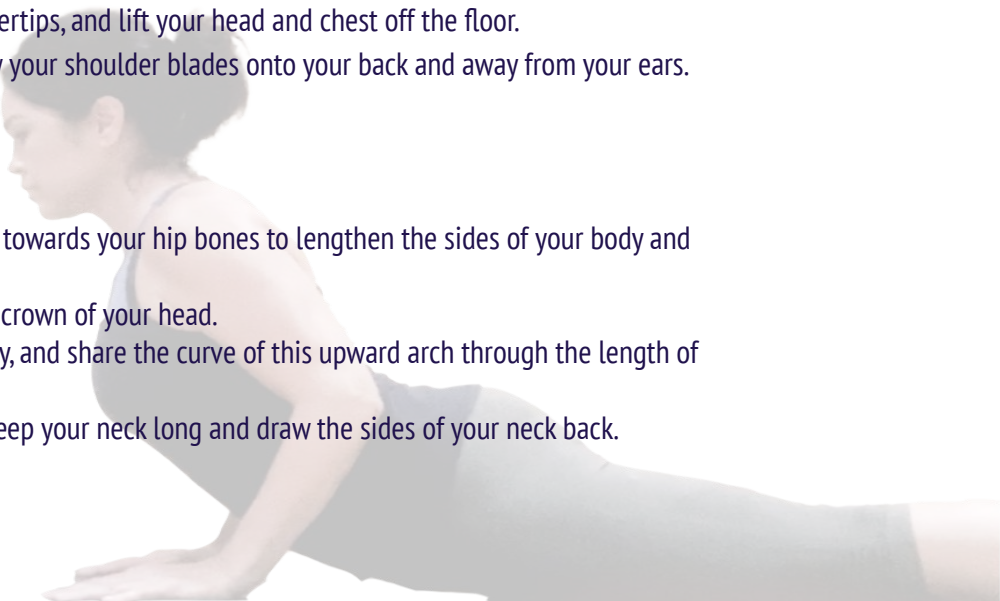 ertips, and lift your head and chest off the floor.
your shoulder blades onto your back and away from your ears.
towards your hip bones to lengthen the sides of your body and
crown of your head.
y, and share the curve of this upward arch through the length of
eep your neck long and draw the sides of your neck back.